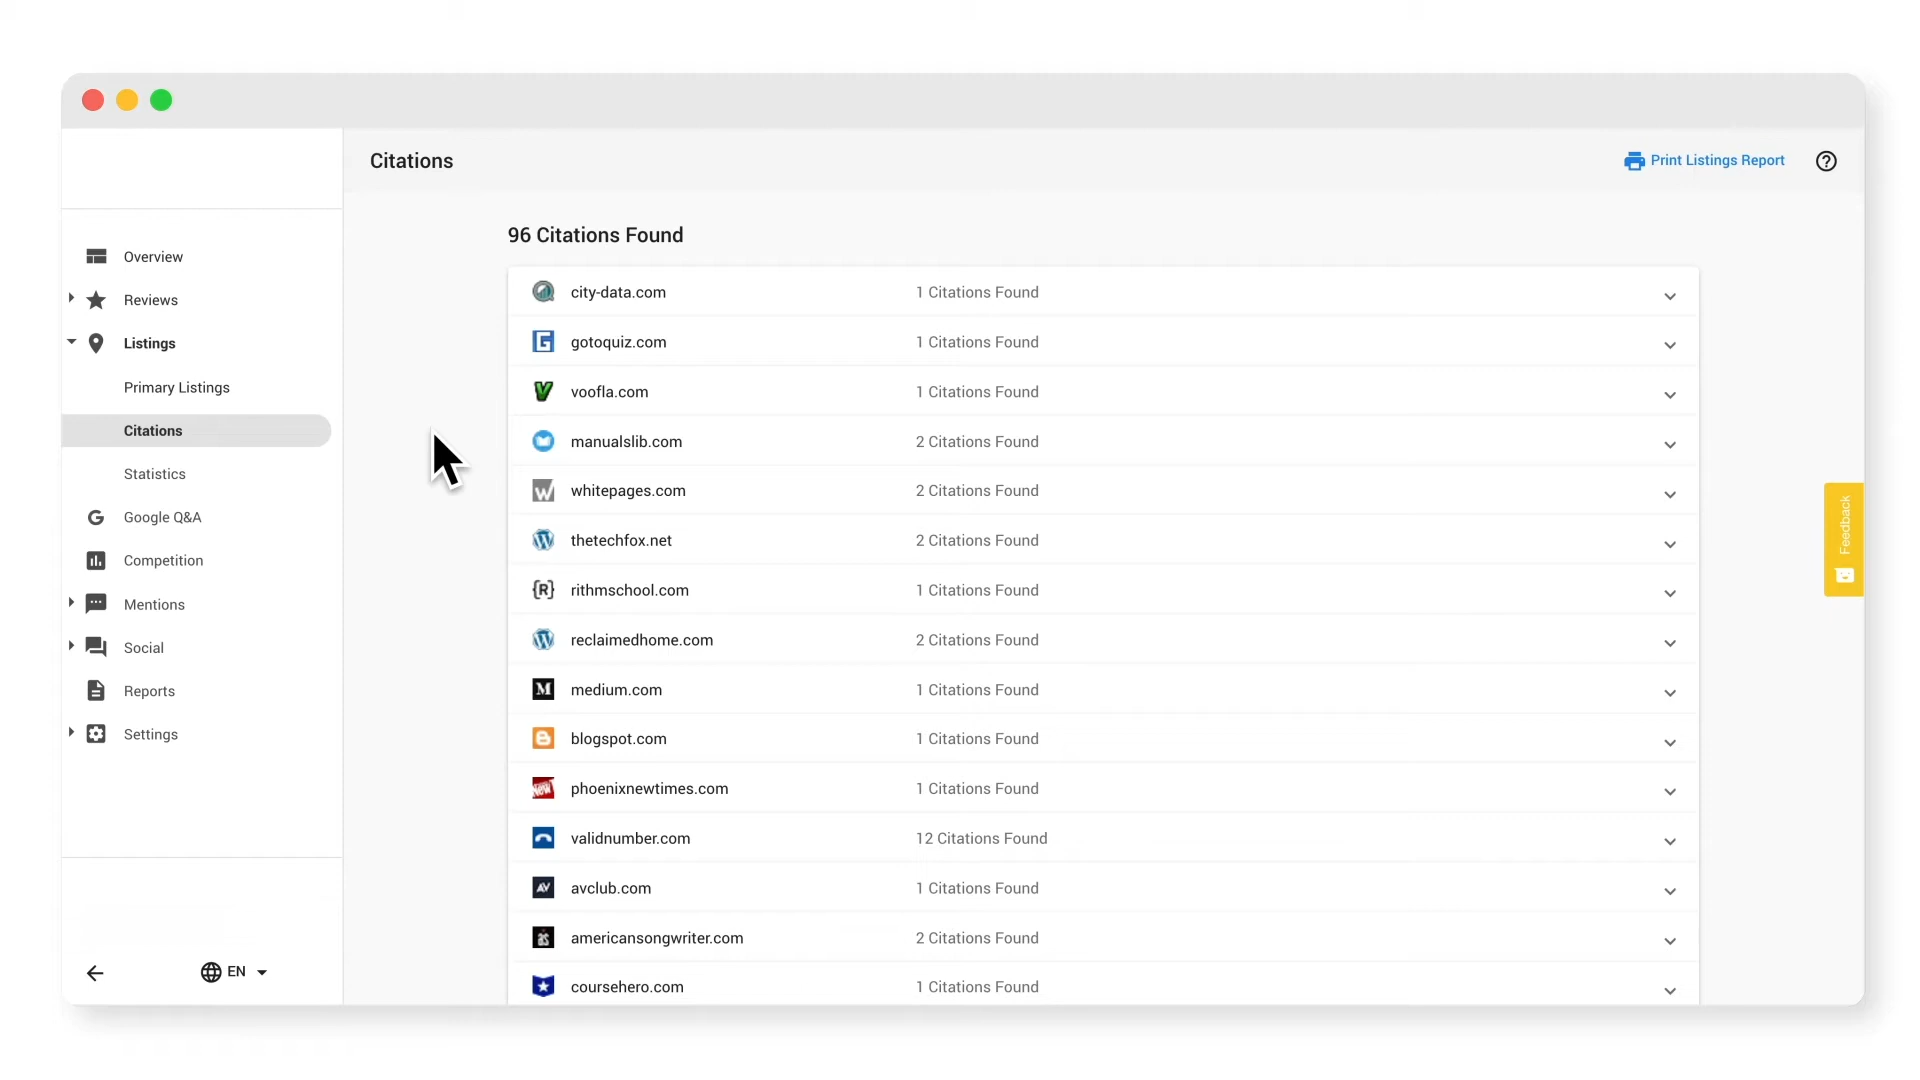 Citations
Print Listings Report
Overview
Reviews
Listings
Primary Listings
Citations
Statistics
Google Q&A
Competition
Mentions
Social
Reports
Settings
EN
96 Citations Found
city-data.com 1 Citations Found
gotoquiz.com 1 Citations Found
voofla.com 1 Citations Found
manualslib.com 2 Citations Found
whitepages.com 2 Citations Found
thetechfox.net 2 Citations Found
rithmschool.com 1 Citations Found
reclaimedhome.com 2 Citations Found
medium.com 1 Citations Found
blogspot.com 1 Citations Found
phoenixnewtimes.com 1 Citations Found
validnumber.com 12 Citations Found
avclub.com 1 Citations Found
americansongwriter.com 2 Citations Found
coursehero.com 1 Citations Found
Feedback